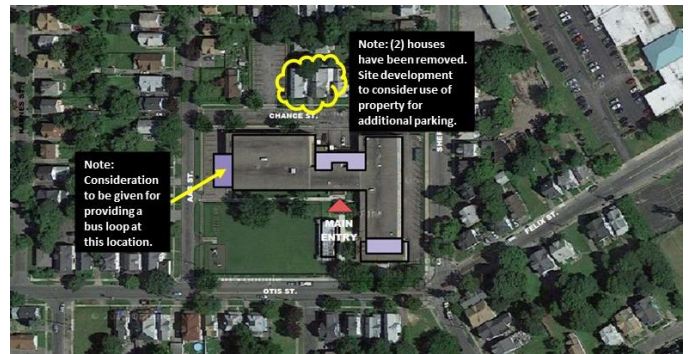 Note: (2) houses
have been removed.
Site development
to consider use of
property for
additional parking.
CHANCE ST.
Note:
Consideration
to be given for
providing a
bus loop at
this location.
MAIN
ENTRY
FELIX ST.
OTIS ST.